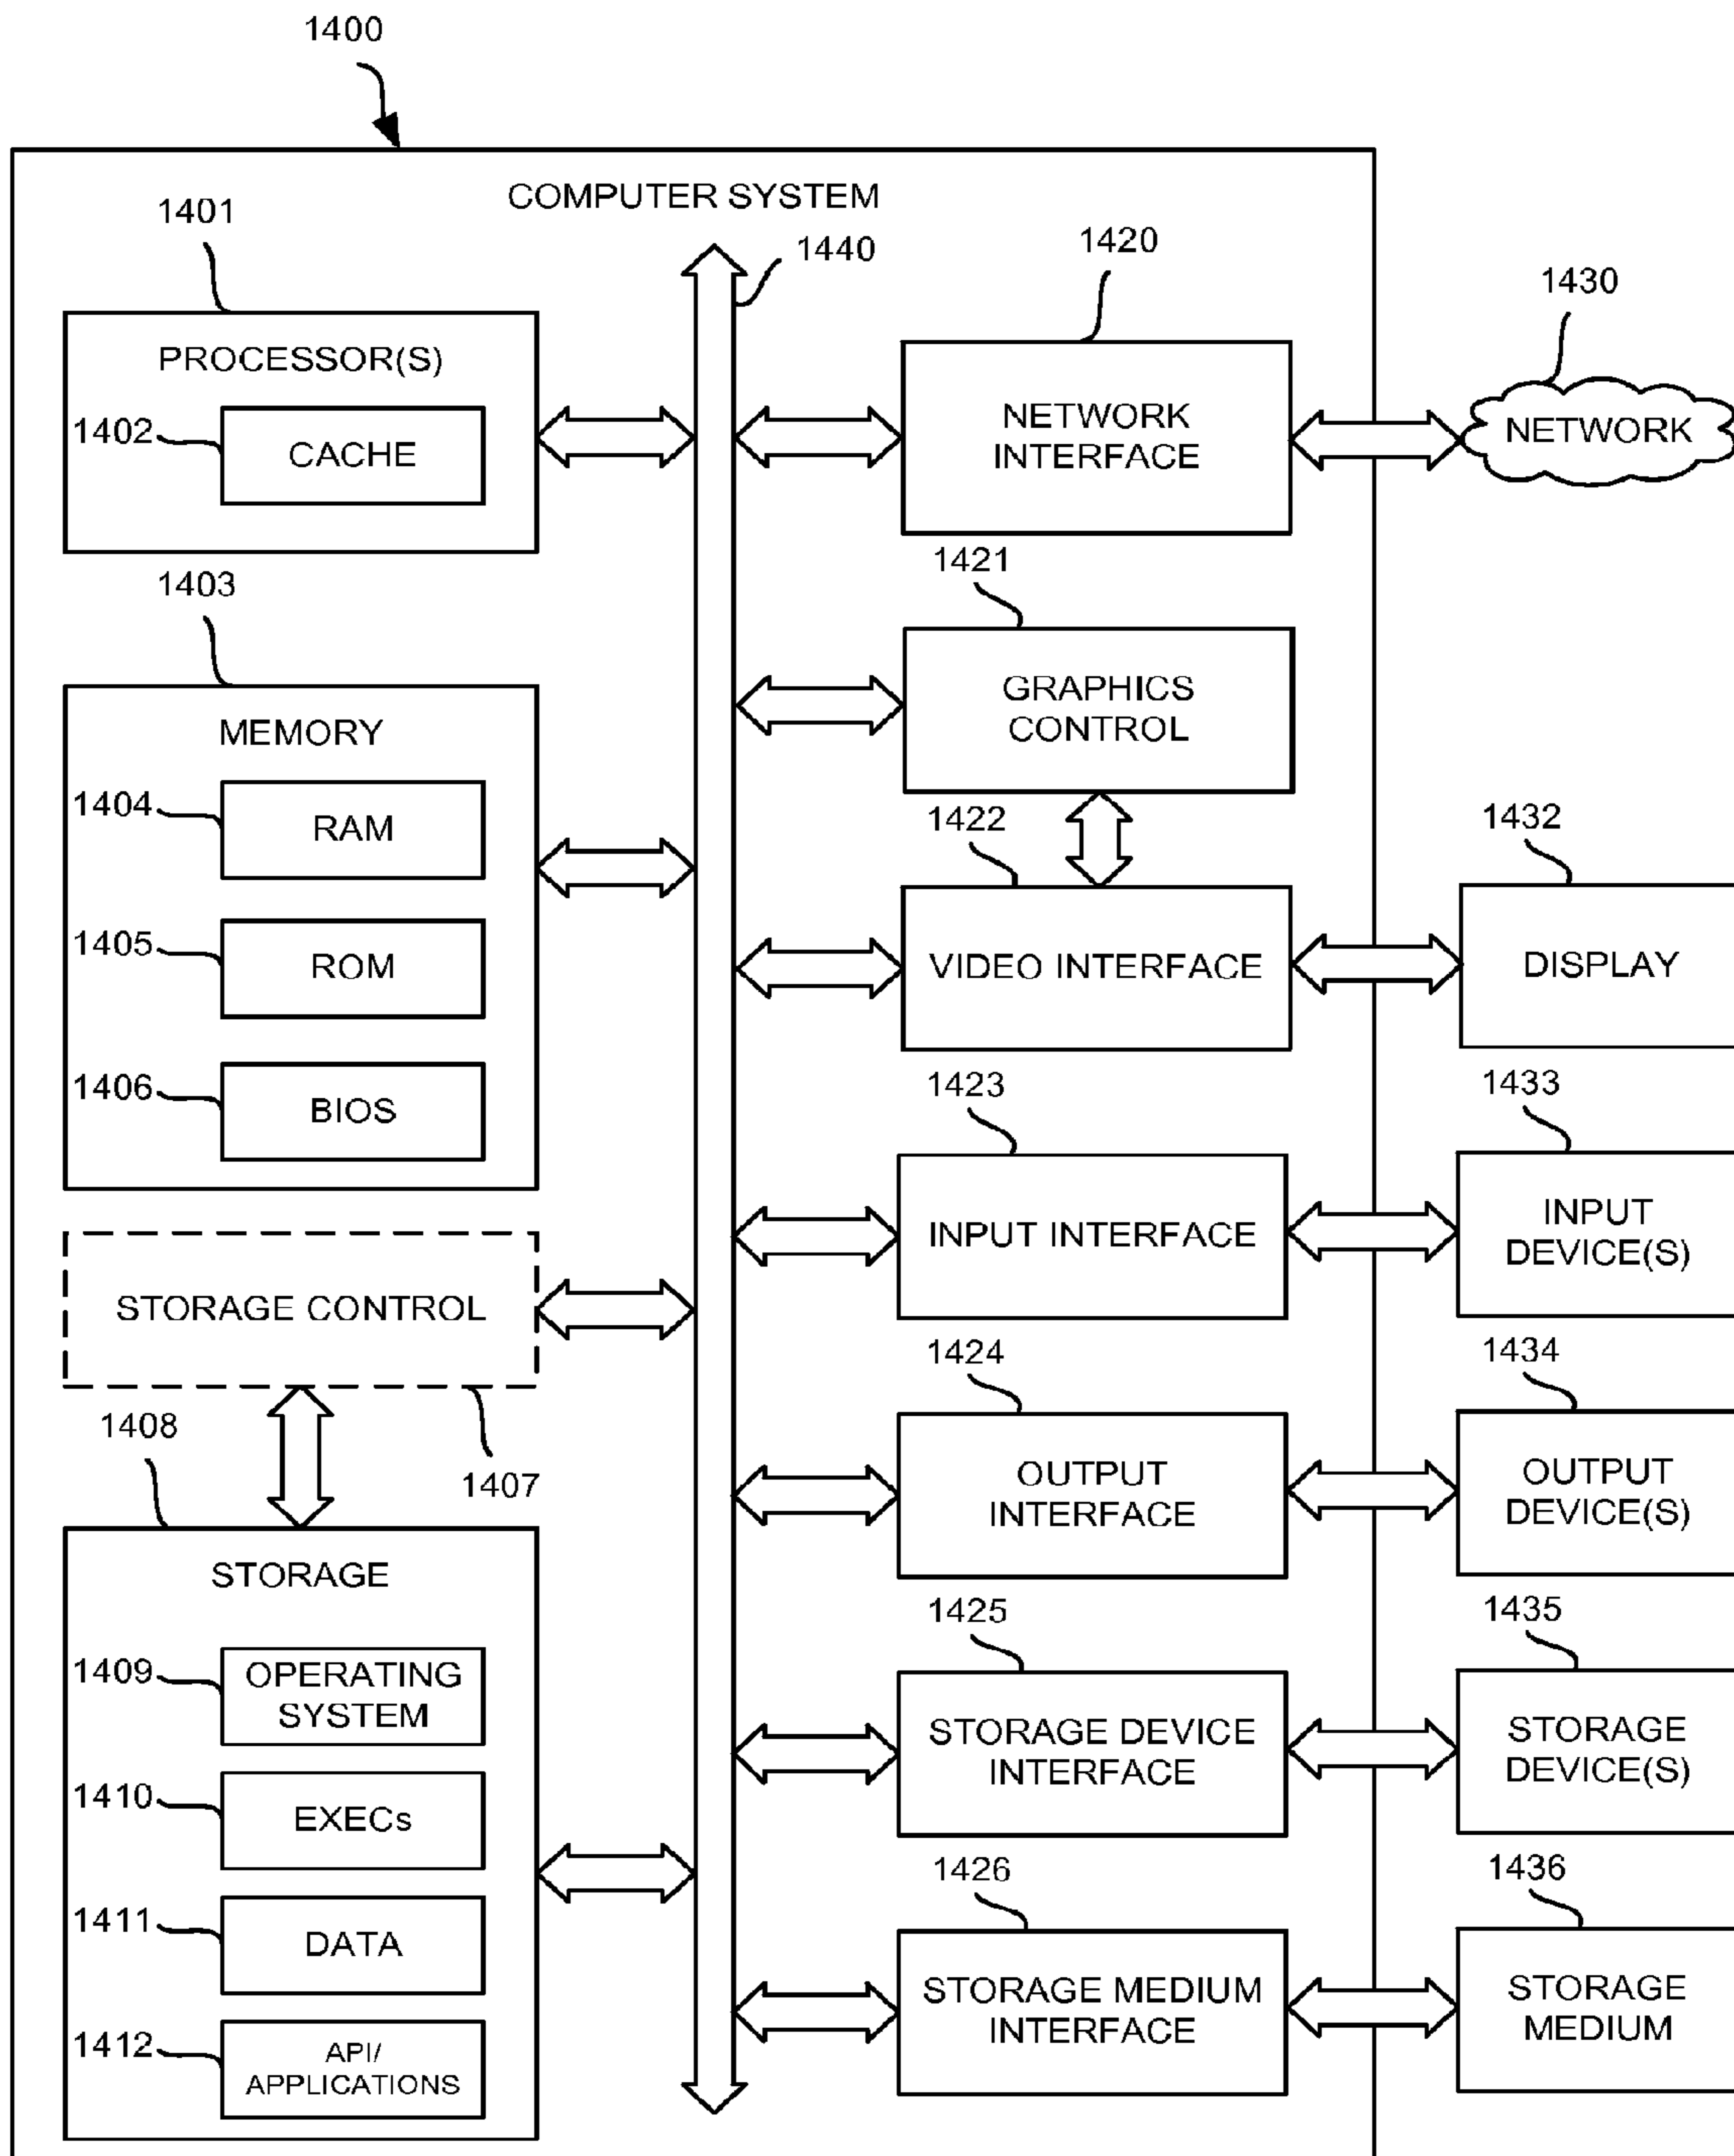 1400
COMPUTER SYSTEM
1401
1440
1420
1430
PROCESSOR(S)
1402
CACHE
NETWORK
INTERFACE
NETWORK
1403
1421
MEMORY
GRAPHICS
CONTROL
1404
RAM
1422
1432
1405
ROM
VIDEO INTERFACE
DISPLAY
1406
BIOS
1423
1433
STORAGE CONTROL
INPUT INTERFACE
INPUT
DEVICE(S)
1407
1424
1434
1408
OUTPUT
INTERFACE
OUTPUT
DEVICE(S)
STORAGE
1425
1435
1409
OPERATING
SYSTEM
STORAGE DEVICE
INTERFACE
STORAGE
DEVICE(S)
1410
EXECs
1426
1436
1411
DATA
STORAGE MEDIUM
INTERFACE
STORAGE
MEDIUM
1412
API/
APPLICATIONS